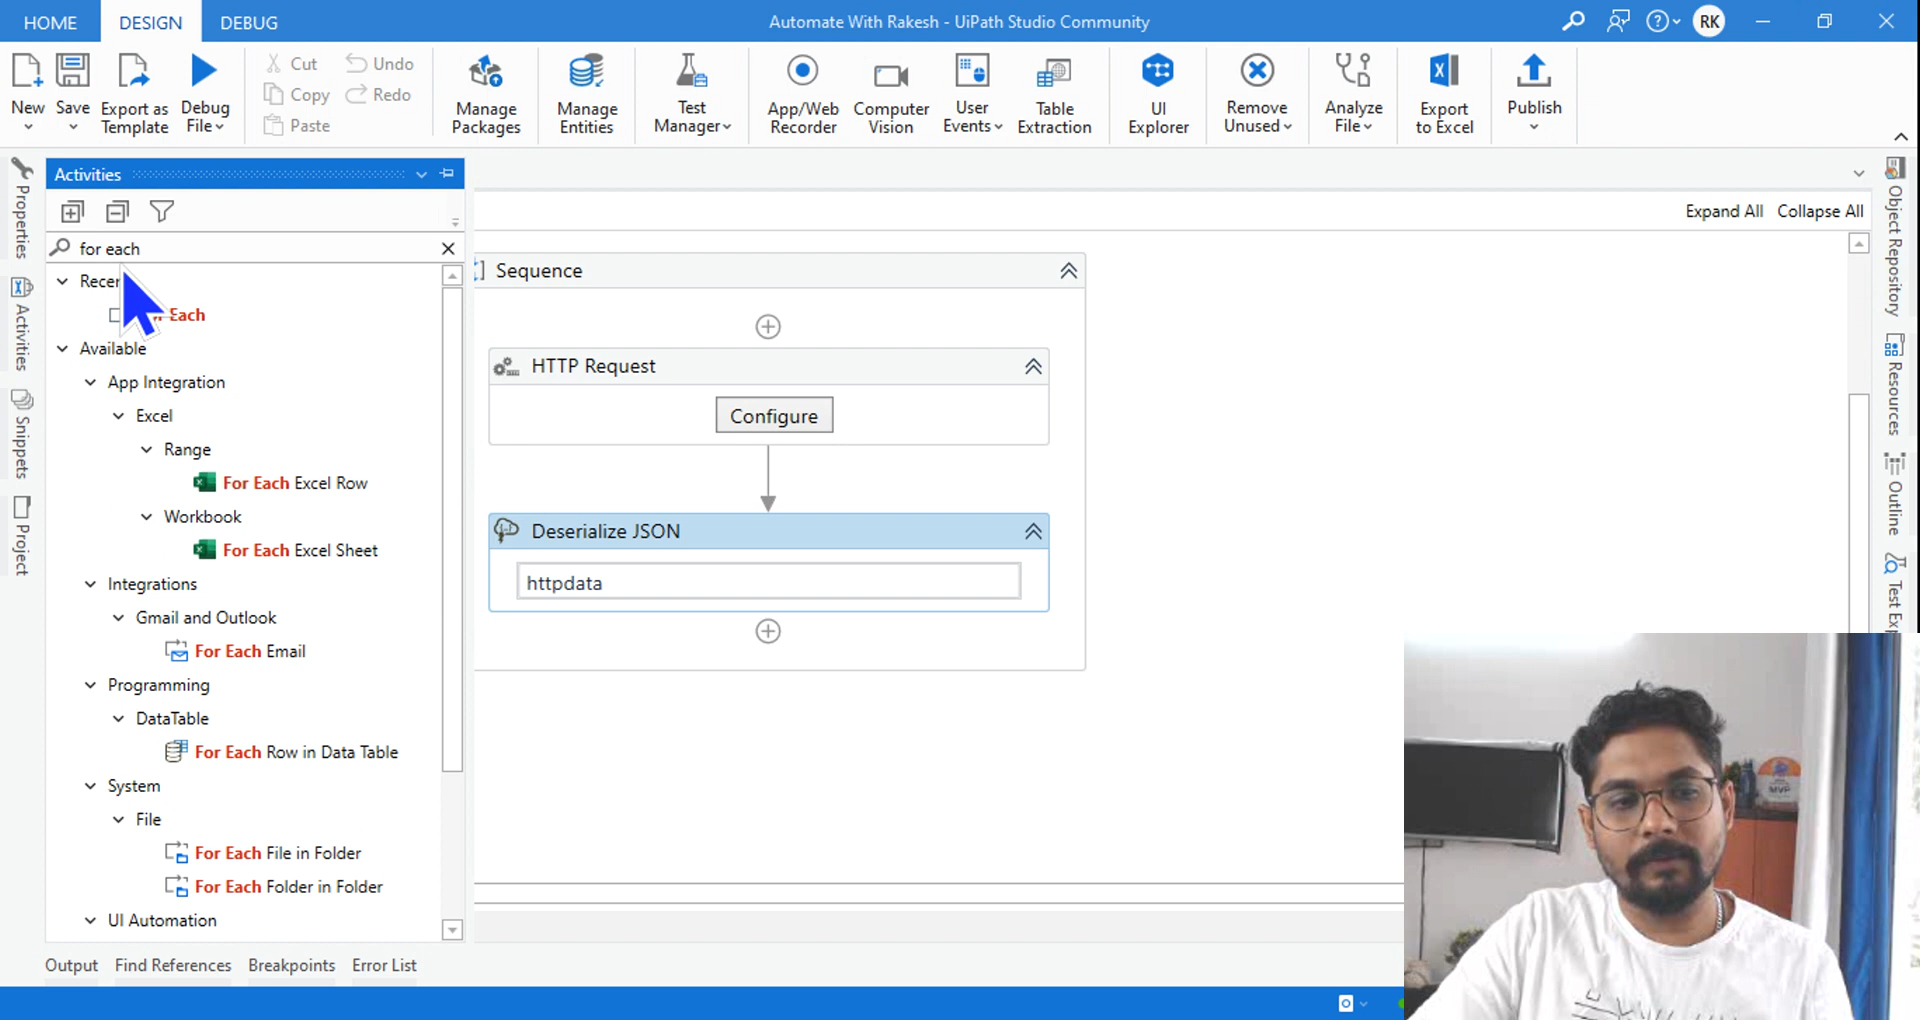 HOME DESIGN DEBUG Automate With Rakesh - UiPath Studio Community RK
New Save Export as Template Debug File Cut Copy Paste Undo Redo Manage Packages Manage Entities Test Manager App/Web Recorder Computer Vision User Events Table Extraction UI Explorer Remove Unused Analyze File Export to Excel Publish
Activities
Expand All Collapse All
for each
Recen
r Each
Available
App Integration
Excel
Range
For Each Excel Row
Workbook
For Each Excel Sheet
Integrations
Gmail and Outlook
For Each Email
Programming
DataTable
For Each Row in Data Table
System
File
For Each File in Folder
For Each Folder in Folder
UI Automation
Sequence
HTTP Request
Configure
Deserialize JSON
httpdata
Properties
Activities
Snippets
Project
Object Repository
Resources
Outline
Test Ex
MVP
Output Find References Breakpoints Error List